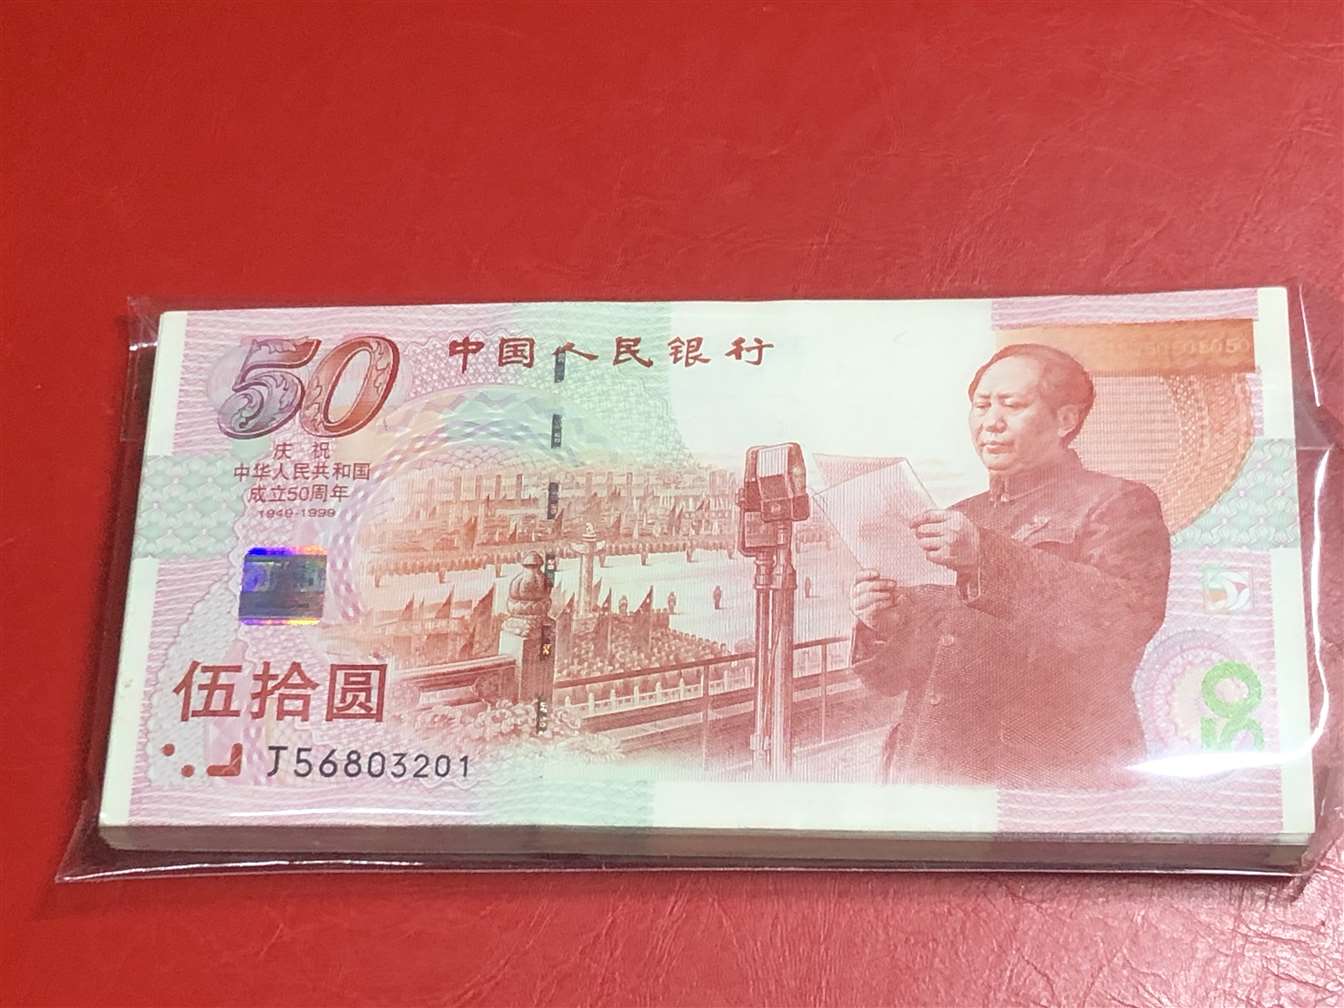 50
中国人民银行
庆祝
中华人民共和国
成立50周年
1949-1999
伍拾圆
J56803201
50